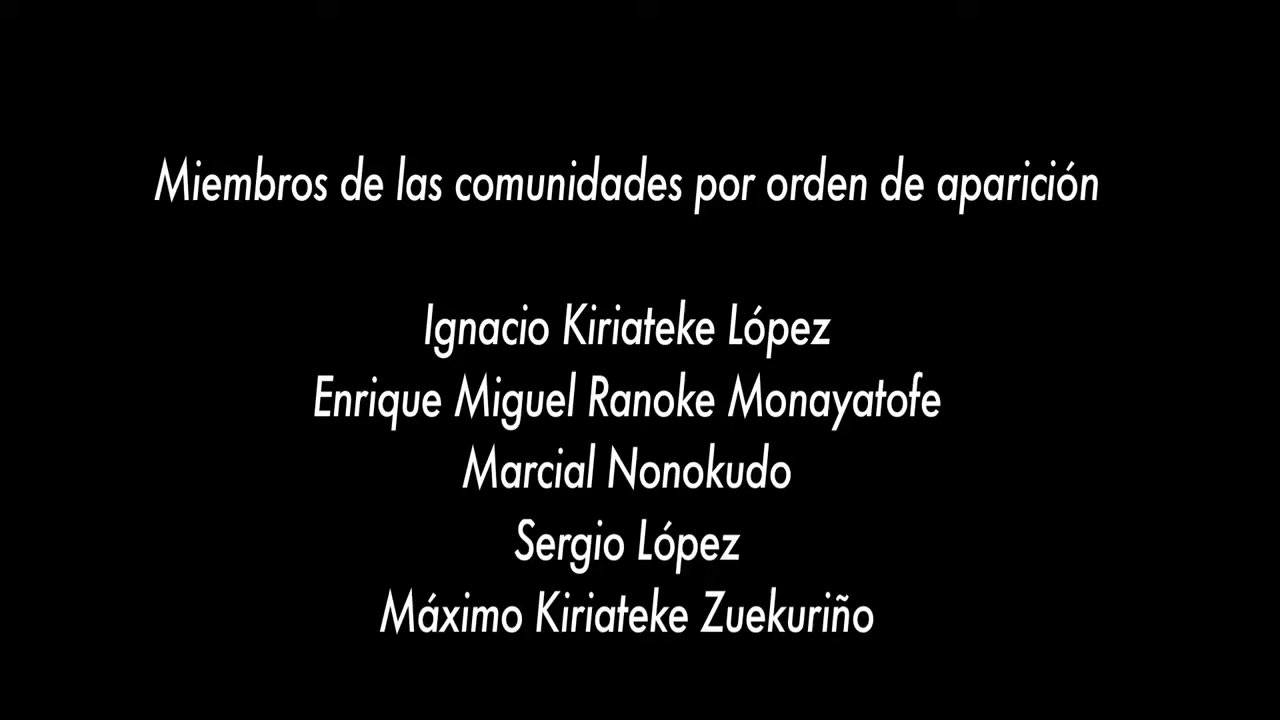 Miembros de las comunidades por orden de aparición
Ignacio Kiriateke López
Enrique Miguel Ranoke Monayatofe
Marcial Nonokudo
Sergio López
Máximo Kiriateke Zuekuriño